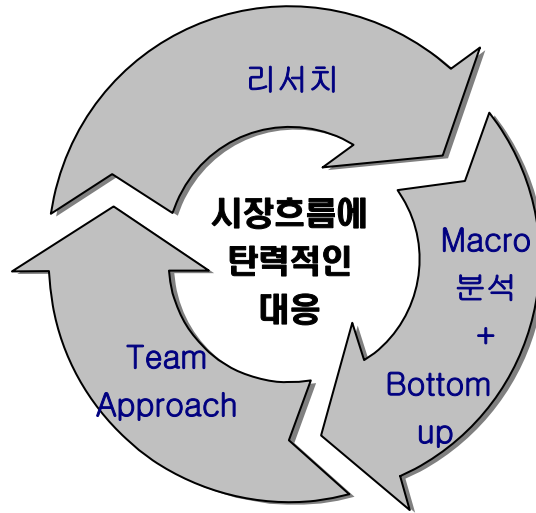 리서치
시장흐름에
탄력적인
대응
Macro
분석
+
Bottom
up
Team
Approach